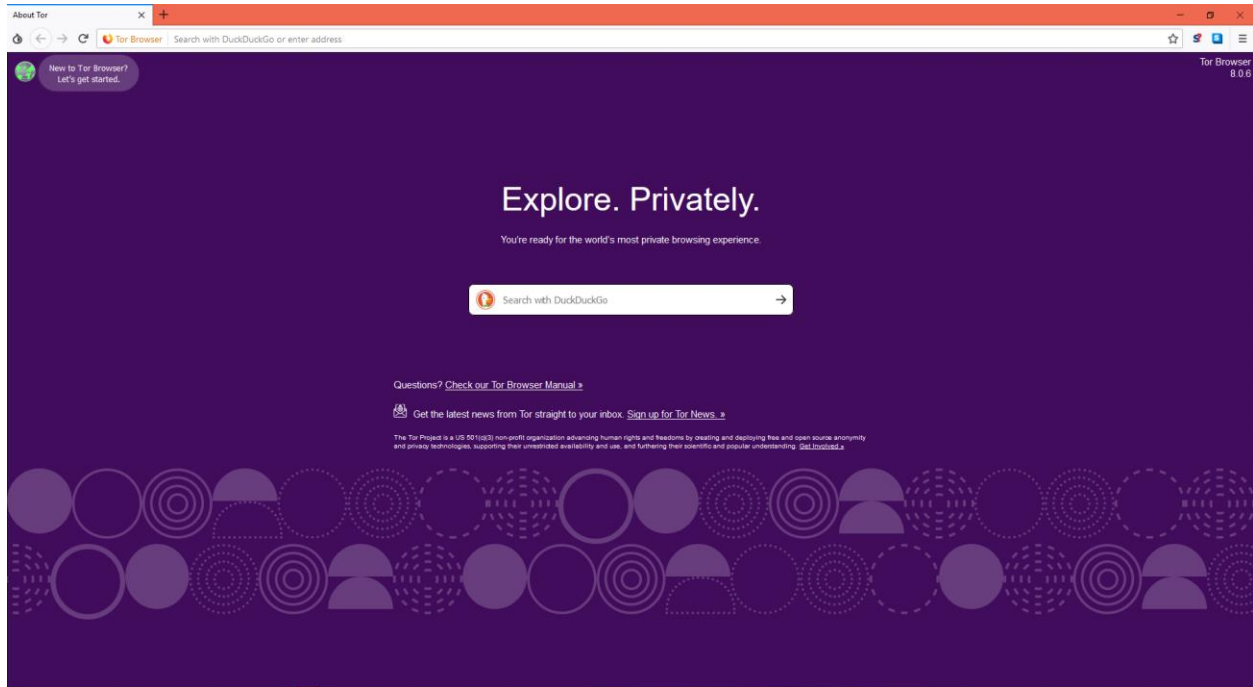 About Tor
Tor Browser Search with DuckDuckGo or enter address
New to Tor Browser?
Let's get started.
Tor Browser
8.0.6
Explore. Privately.
You're ready for the world's most private browsing experience.
Search with DuckDuckGo
Questions? Check our Tor Browser Manual »
Get the latest news from Tor straight to your inbox. Sign up for Tor News. »
The Tor Project is a US 501(c)(3) non-profit organization advancing human rights and freedoms by creating and deploying free and open source anonymity
and privacy technologies, supporting their unrestricted availability and use, and furthering their scientific and popular understanding. Get Involved »